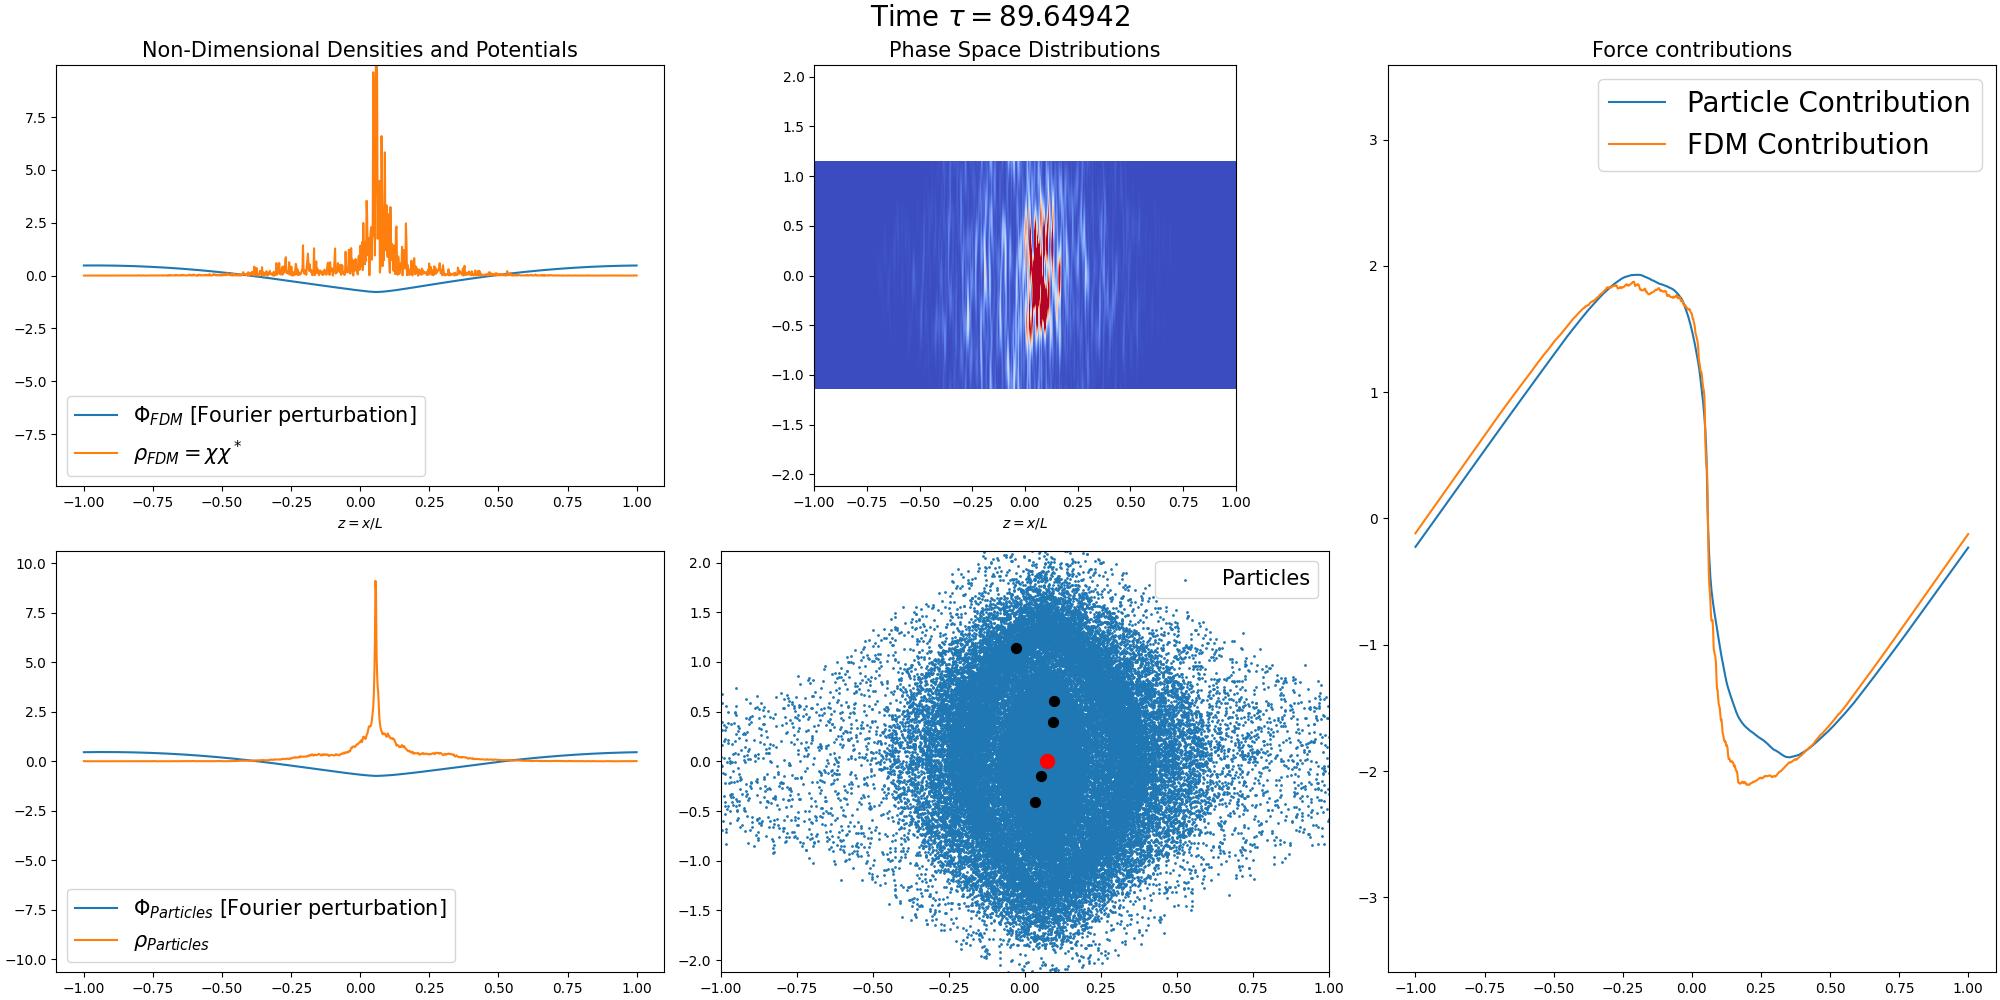 Time τ = 89.64942
Non-Dimensional Densities and Potentials
7.5
5.0
2.5
0.0
−2.5
−5.0
−7.5
Φ_FDM [Fourier perturbation]
ρ_FDM = χχ*
−1.00 −0.75 −0.50 −0.25 0.00 0.25 0.50 0.75 1.00
z = x/L
Phase Space Distributions
2.0
1.5
1.0
0.5
0.0
−0.5
−1.0
−1.5
−2.0
−1.00 −0.75 −0.50 −0.25 0.00 0.25 0.50 0.75 1.00
z = x/L
Force contributions
Particle Contribution
FDM Contribution
3
2
1
0
−1
−2
−3
−1.00 −0.75 −0.50 −0.25 0.00 0.25 0.50 0.75 1.00
10.0
7.5
5.0
2.5
0.0
−2.5
−5.0
−7.5
−10.0
Φ_Particles [Fourier perturbation]
ρ_Particles
−1.00 −0.75 −0.50 −0.25 0.00 0.25 0.50 0.75 1.00
Particles
2.0
1.5
1.0
0.5
0.0
−0.5
−1.0
−1.5
−2.0
−1.00 −0.75 −0.50 −0.25 0.00 0.25 0.50 0.75 1.00